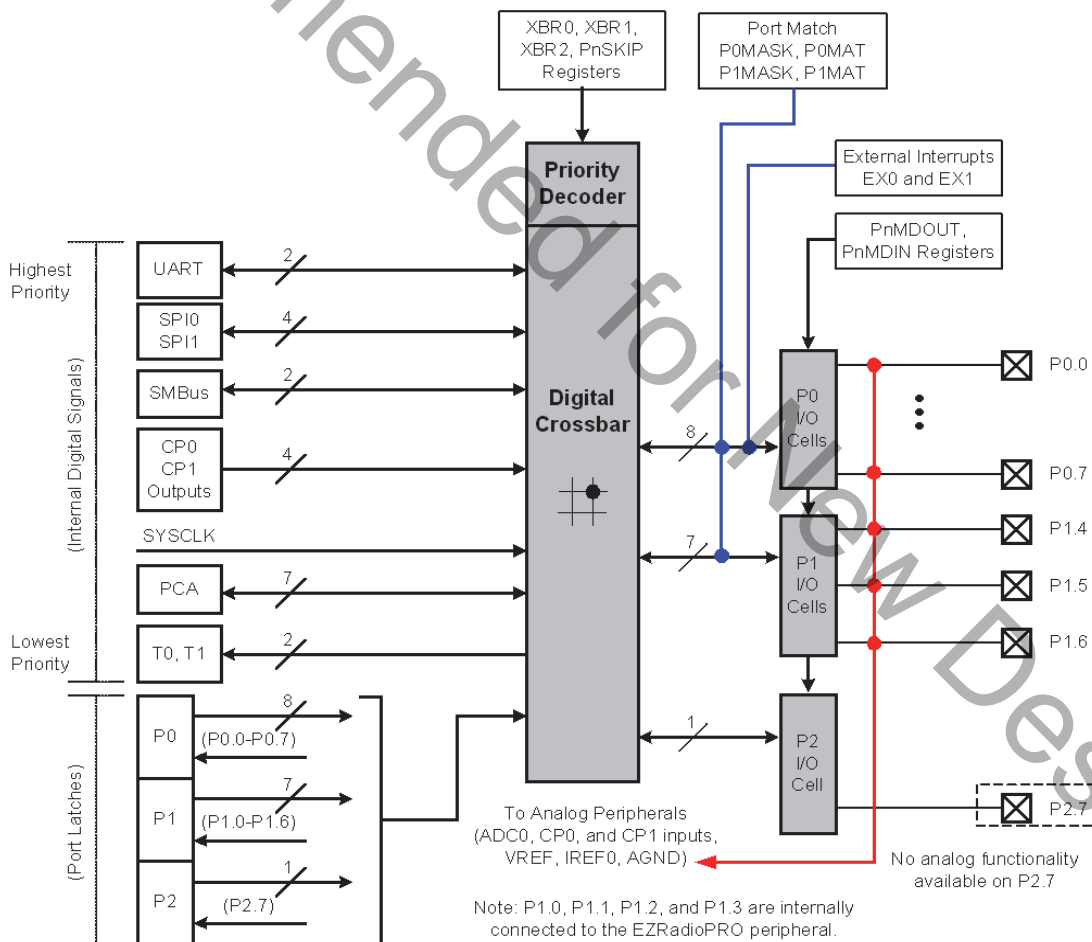 XBR0, XBR1,
XBR2, PnSKIP
Registers
Port Match
P0MASK, P0MAT
P1MASK, P1MAT
External Interrupts
EX0 and EX1
PnMDOUT,
PnMDIN Registers
Priority
Decoder
Digital
Crossbar
Highest
Priority
(Internal Digital Signals)
Lowest
Priority
(Port Latches)
UART
2
SPI0
SPI1
4
SMBus
2
CP0
CP1
Outputs
4
SYSCLK
PCA
7
T0, T1
2
P0
8
(P0.0-P0.7)
P1
7
(P1.0-P1.6)
P2
1
(P2.7)
8
7
1
P0
I/O
Cells
P1
I/O
Cells
P2
I/O
Cell
P0.0
P0.7
P1.4
P1.5
P1.6
P2.7
To Analog Peripherals
(ADC0, CP0, and CP1 inputs,
VREF, IREF0, AGND)
No analog functionality
available on P2.7
Note: P1.0, P1.1, P1.2, and P1.3 are internally
connected to the EZRadioPRO peripheral.
mended for New Des